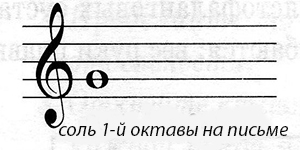 соль 1-й октавы на письме